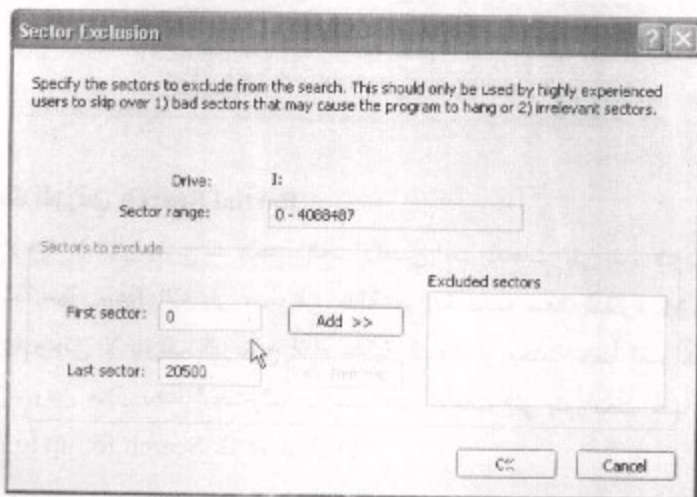 Sector Exclusion
Specify the sectors to exclude from the search. This should only be used by highly experienced
users to skip over 1) bad sectors that may cause the program to hang or 2) irrelevant sectors.
Drive: I:
Sector range: 0 - 4088487
Sectors to exclude
Excluded sectors
First sector: 0
Add >>
Last sector: 20500
OK
Cancel